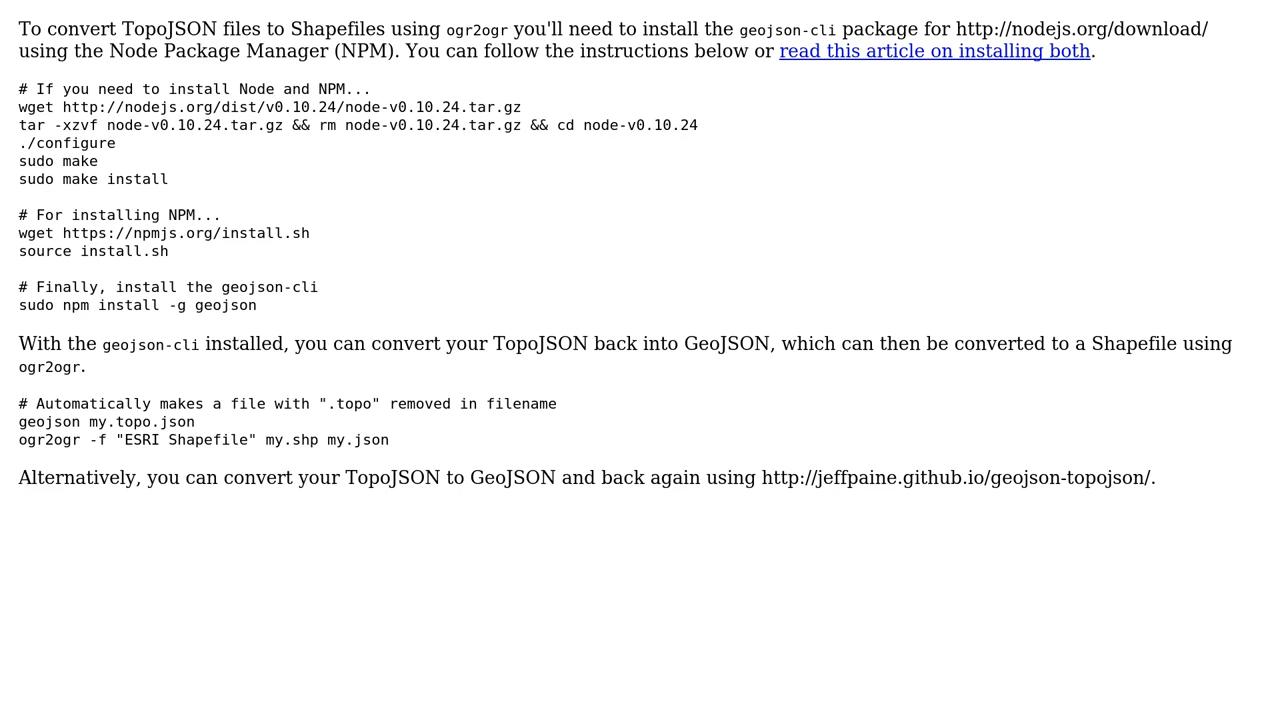 To convert TopoJSON files to Shapefiles using ogr2ogr you'll need to install the geojson-cli package for http://nodejs.org/download/
using the Node Package Manager (NPM). You can follow the instructions below or read this article on installing both.
# If you need to install Node and NPM...
wget http://nodejs.org/dist/v0.10.24/node-v0.10.24.tar.gz
tar -xzvf node-v0.10.24.tar.gz && rm node-v0.10.24.tar.gz && cd node-v0.10.24
./configure
sudo make
sudo make install
# For installing NPM...
wget https://npmjs.org/install.sh
source install.sh
# Finally, install the geojson-cli
sudo npm install -g geojson
With the geojson-cli installed, you can convert your TopoJSON back into GeoJSON, which can then be converted to a Shapefile using
ogr2ogr.
# Automatically makes a file with ".topo" removed in filename
geojson my.topo.json
ogr2ogr -f "ESRI Shapefile" my.shp my.json
Alternatively, you can convert your TopoJSON to GeoJSON and back again using http://jeffpaine.github.io/geojson-topojson/.